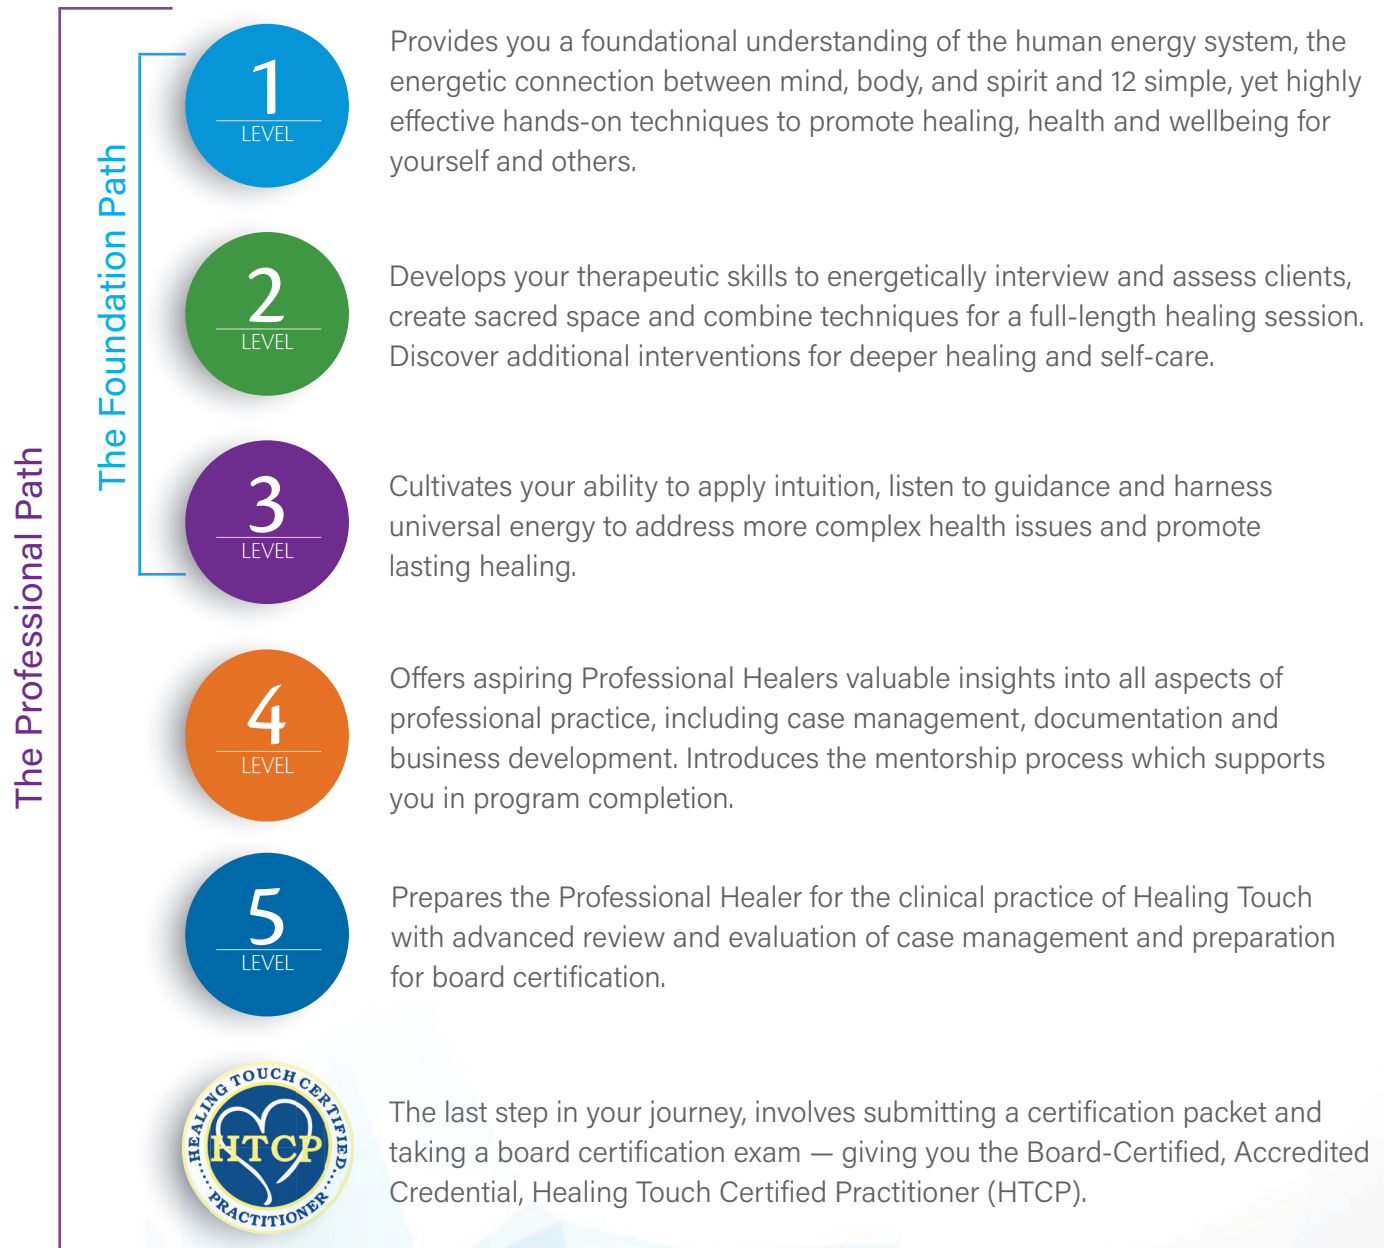 The Professional Path
The Foundation Path
1
LEVEL
Provides you a foundational understanding of the human energy system, the
energetic connection between mind, body, and spirit and 12 simple, yet highly
effective hands-on techniques to promote healing, health and wellbeing for
yourself and others.
2
LEVEL
Develops your therapeutic skills to energetically interview and assess clients,
create sacred space and combine techniques for a full-length healing session.
Discover additional interventions for deeper healing and self-care.
3
LEVEL
Cultivates your ability to apply intuition, listen to guidance and harness
universal energy to address more complex health issues and promote
lasting healing.
4
LEVEL
Offers aspiring Professional Healers valuable insights into all aspects of
professional practice, including case management, documentation and
business development. Introduces the mentorship process which supports
you in program completion.
5
LEVEL
Prepares the Professional Healer for the clinical practice of Healing Touch
with advanced review and evaluation of case management and preparation
for board certification.
HEALING TOUCH CERTIFIED
HTCP
PRACTITIONER
The last step in your journey, involves submitting a certification packet and
taking a board certification exam — giving you the Board-Certified, Accredited
Credential, Healing Touch Certified Practitioner (HTCP).